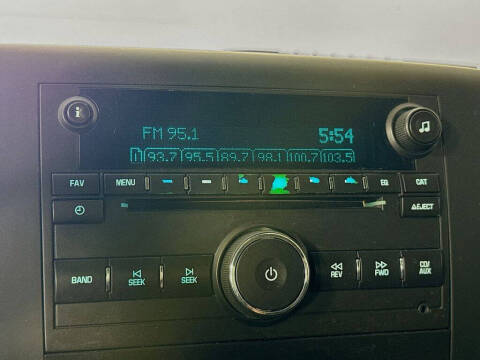 i
FM 95.1 5:54
1 93.7 95.5 89.7 98.1 100.7 103.5
FAV MENU EQ CAT
EJECT
BAND SEEK SEEK REV FWD CD/AUX